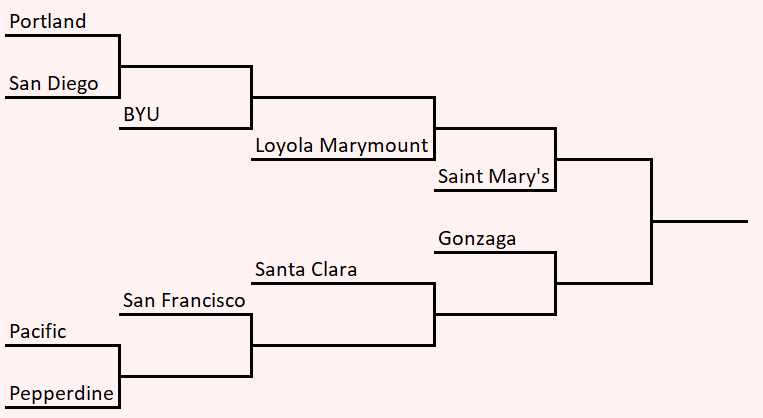 Portland
San Diego
BYU
Loyola Marymount
Saint Mary's
Gonzaga
Santa Clara
San Francisco
Pacific
Pepperdine